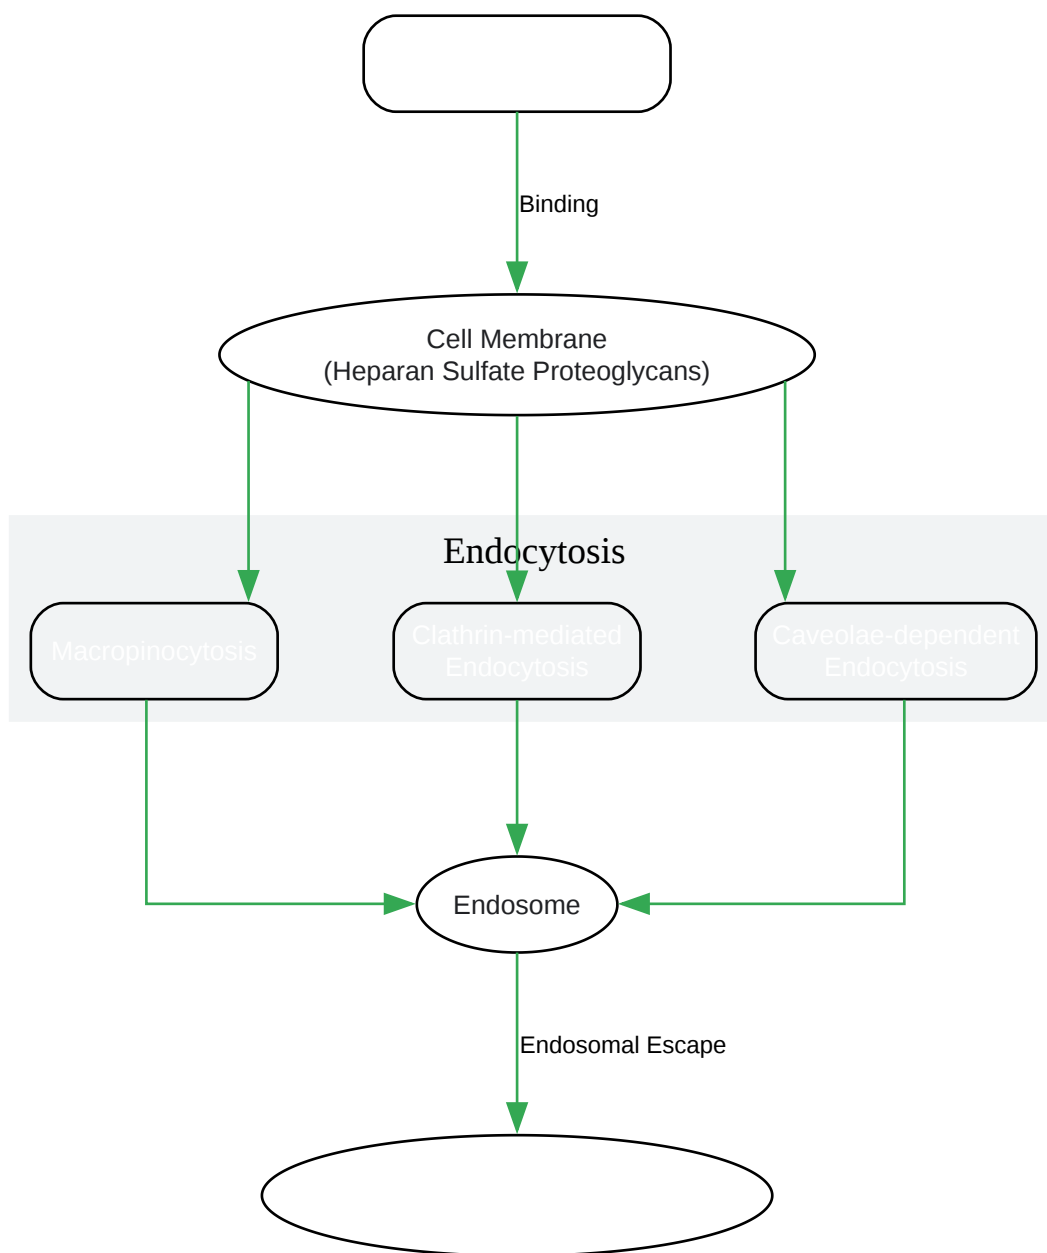 Binding
Cell Membrane
(Heparan Sulfate Proteoglycans)
Endocytosis
Macropinocytosis
Clathrin-mediated
Endocytosis
Caveolae-dependent
Endocytosis
Endosome
Endosomal Escape